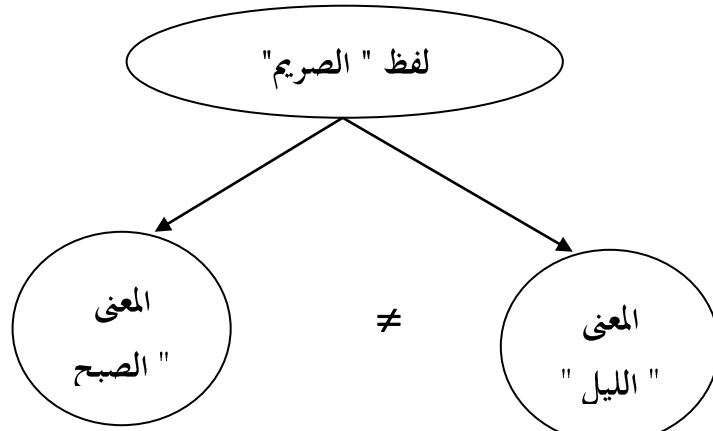 لفظ " الصريم"
المعنى
" الصبح
≠
المعنى
" الليل "